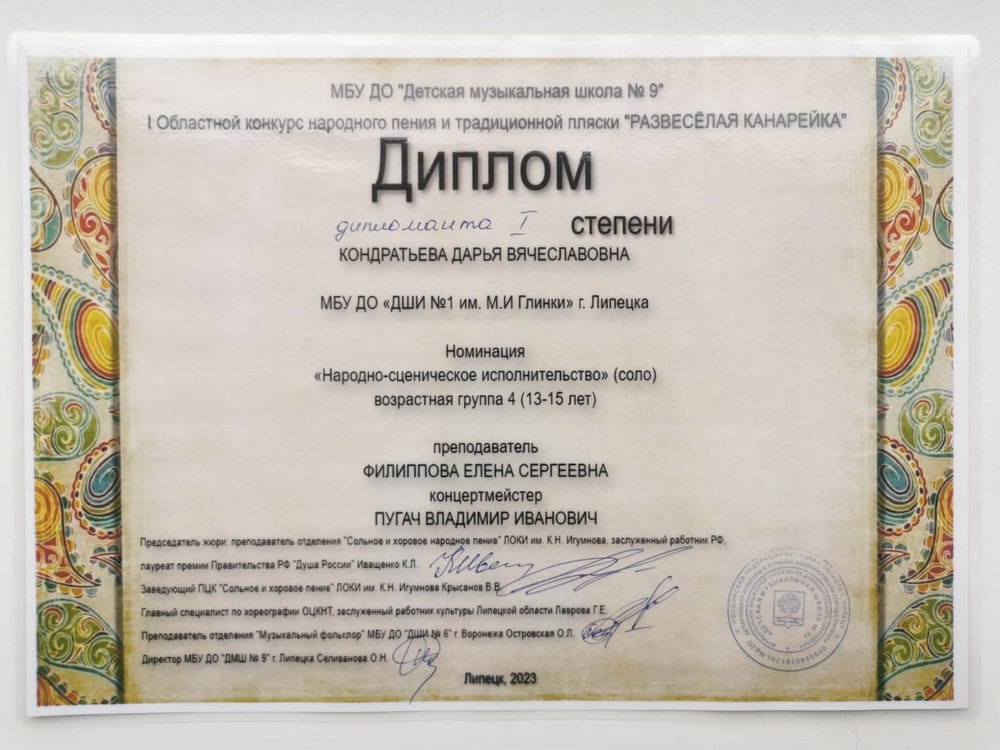 МБУ ДО "Детская музыкальная школа № 9"
I Областной конкурс народного пения и традиционной пляски "РАЗВЕСЁЛАЯ КАНАРЕЙКА"
Диплом
дипломанта I степени
КОНДРАТЬЕВА ДАРЬЯ ВЯЧЕСЛАВОВНА
МБУ ДО «ДШИ №1 им. М.И Глинки» г. Липецка
Номинация
«Народно-сценическое исполнительство» (соло)
возрастная группа 4 (13-15 лет)
преподаватель
ФИЛИППОВА ЕЛЕНА СЕРГЕЕВНА
концертмейстер
ПУГАЧ ВЛАДИМИР ИВАНОВИЧ
Председатель жюри: преподаватель отделения "Сольное и хоровое народное пение" ЛОКИ им. К.Н. Игумнова, заслуженный работник РФ,
лауреат премии Правительства РФ "Душа России" Иващенко К.Л.
Заведующий ПЦК "Сольное и хоровое пение" ЛОКИ им. К.Н. Игумнова Крысанов В.В.
Главный специалист по хореографии ОЦКНТ, заслуженный работник культуры Липецкой области Лаврова Г.Е.
Преподаватель отделения "Музыкальный фольклор" МБУ ДО "ДШИ № 6" г. Воронежа Островская О.Л.
Директор МБУ ДО "ДМШ № 9" г. Липецка Селиванова О.Н.
Липецк, 2023